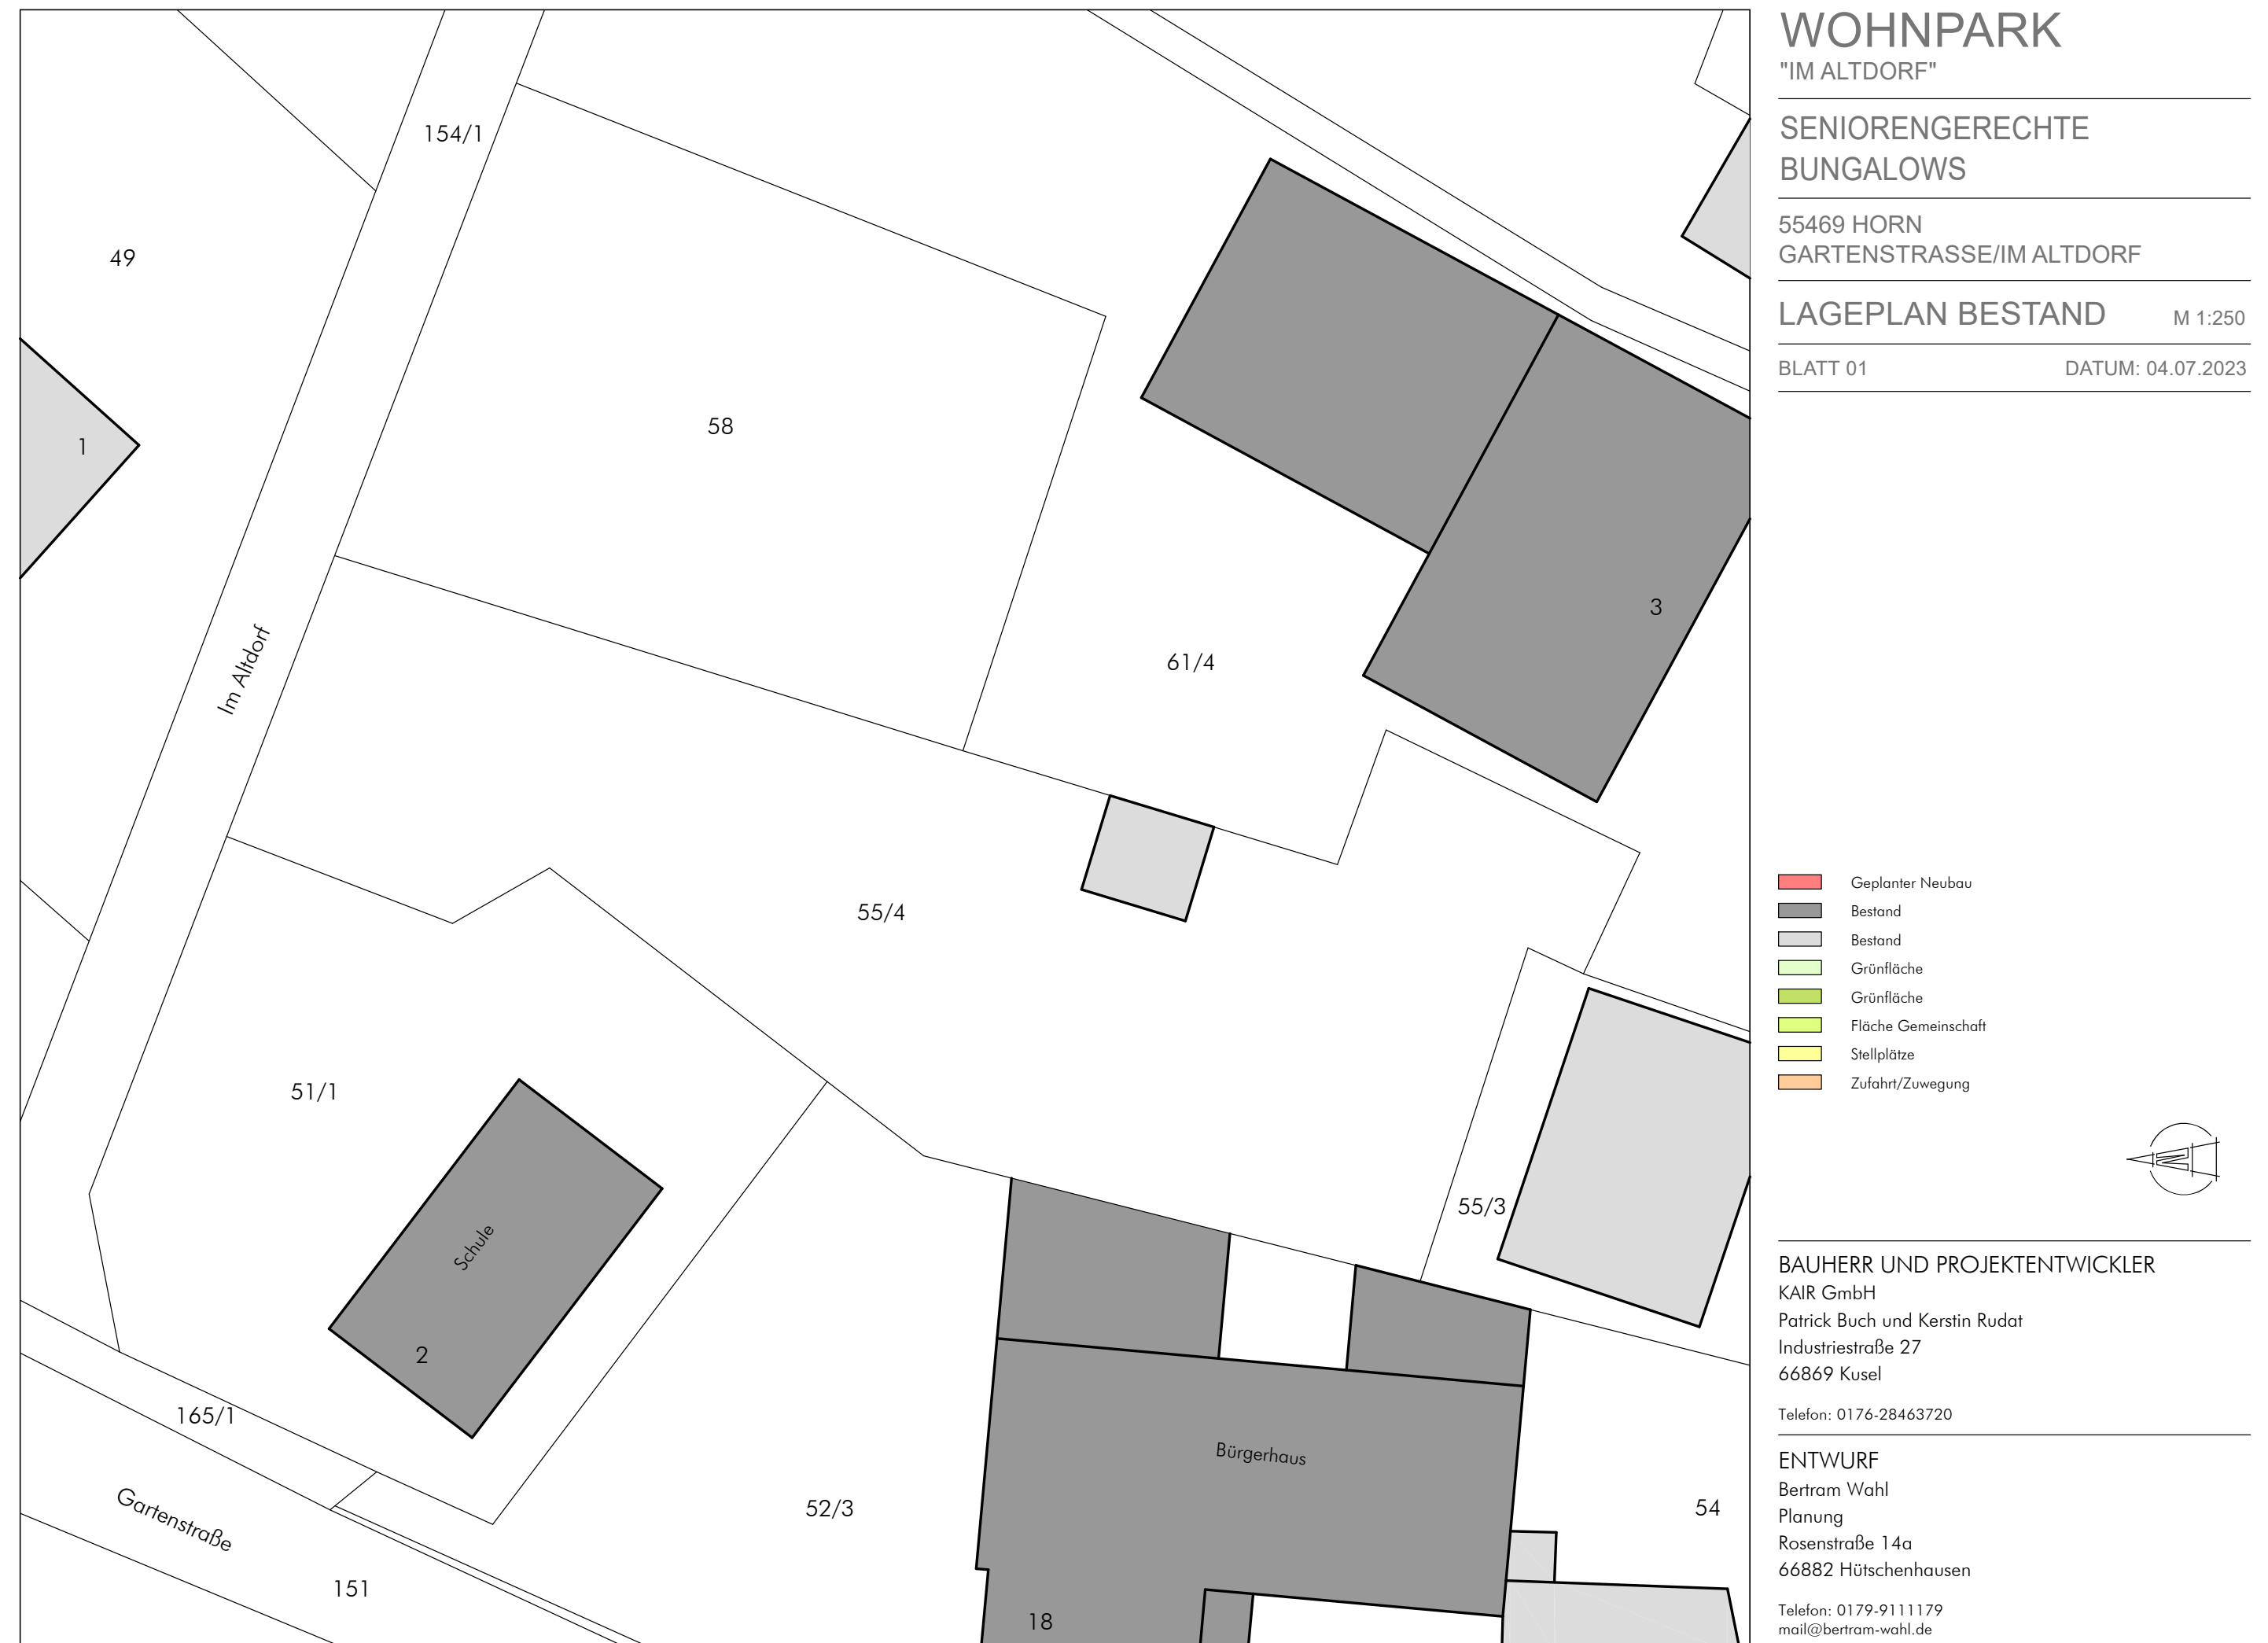 WOHNPARK
"IM ALTDORF"
SENIORENGERECHTE
BUNGALOWS
55469 HORN
GARTENSTRASSE/IM ALTDORF
LAGEPLAN BESTAND M 1:250
BLATT 01 DATUM: 04.07.2023
154/1
49
1
58
3
Im Altdorf
61/4
55/4
51/1
Schule
2
55/3
165/1
Gartenstraße
151
52/3
Bürgerhaus
18
54
Geplanter Neubau
Bestand
Bestand
Grünfläche
Grünfläche
Fläche Gemeinschaft
Stellplätze
Zufahrt/Zuwegung
N
BAUHERR UND PROJEKTENTWICKLER
KAIR GmbH
Patrick Buch und Kerstin Rudat
Industriestraße 27
66869 Kusel
Telefon: 0176-28463720
ENTWURF
Bertram Wahl
Planung
Rosenstraße 14a
66882 Hütschenhausen
Telefon: 0179-9111179
mail@bertram-wahl.de